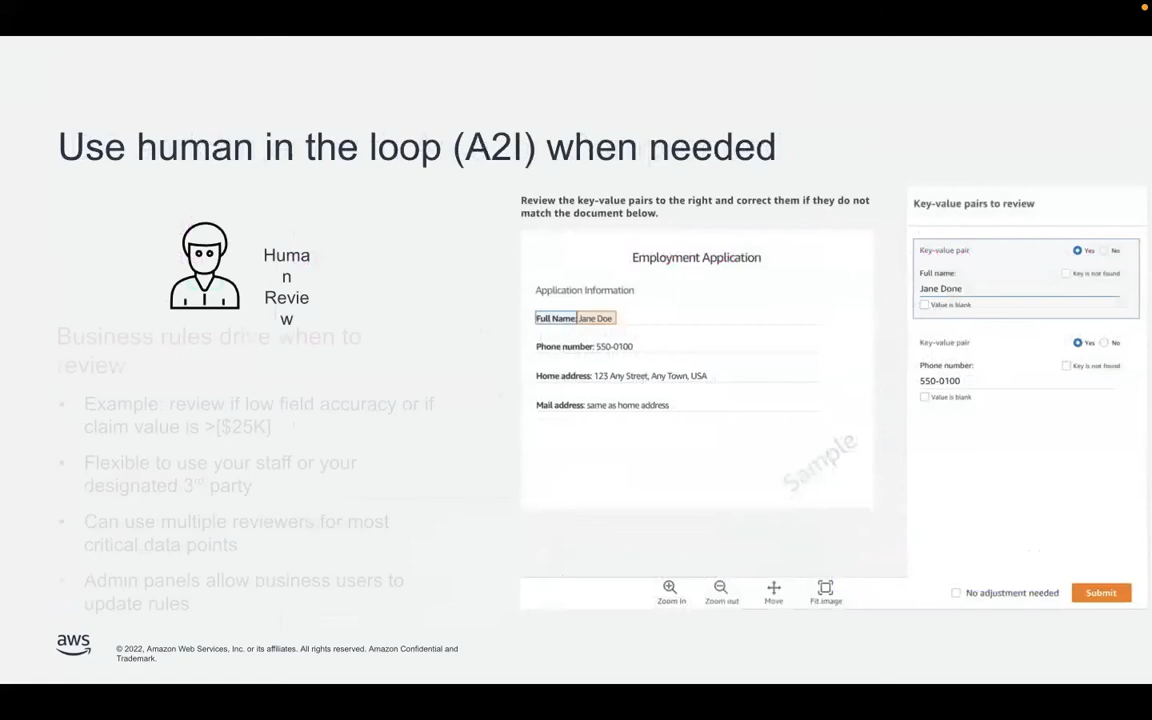 Use human in the loop (A2I) when needed
Huma
n
Revie
w
Business rules drive when to
review
• Example: review if low field accuracy or if
claim value is >[$25K]
• Flexible to use your staff or your
designated 3rd party
• Can use multiple reviewers for most
critical data points
• Admin panels allow business users to
update rules
Review the key-value pairs to the right and correct them if they do not
match the document below.
Employment Application
Application Information
Full Name: Jane Doe
Phone number: 550-0100
Home address: 123 Any Street, Any Town, USA
Mail address: same as home address
Sample
Zoom in
Zoom out
Move
Fit image
Key-value pairs to review
Key-value pair Yes No
Full name: Key is not found
Jane Done
Value is blank
Key-value pair Yes No
Phone number: Key is not found
550-0100
Value is blank
No adjustment needed
Submit
aws
© 2022, Amazon Web Services, Inc. or its affiliates. All rights reserved. Amazon Confidential and
Trademark.